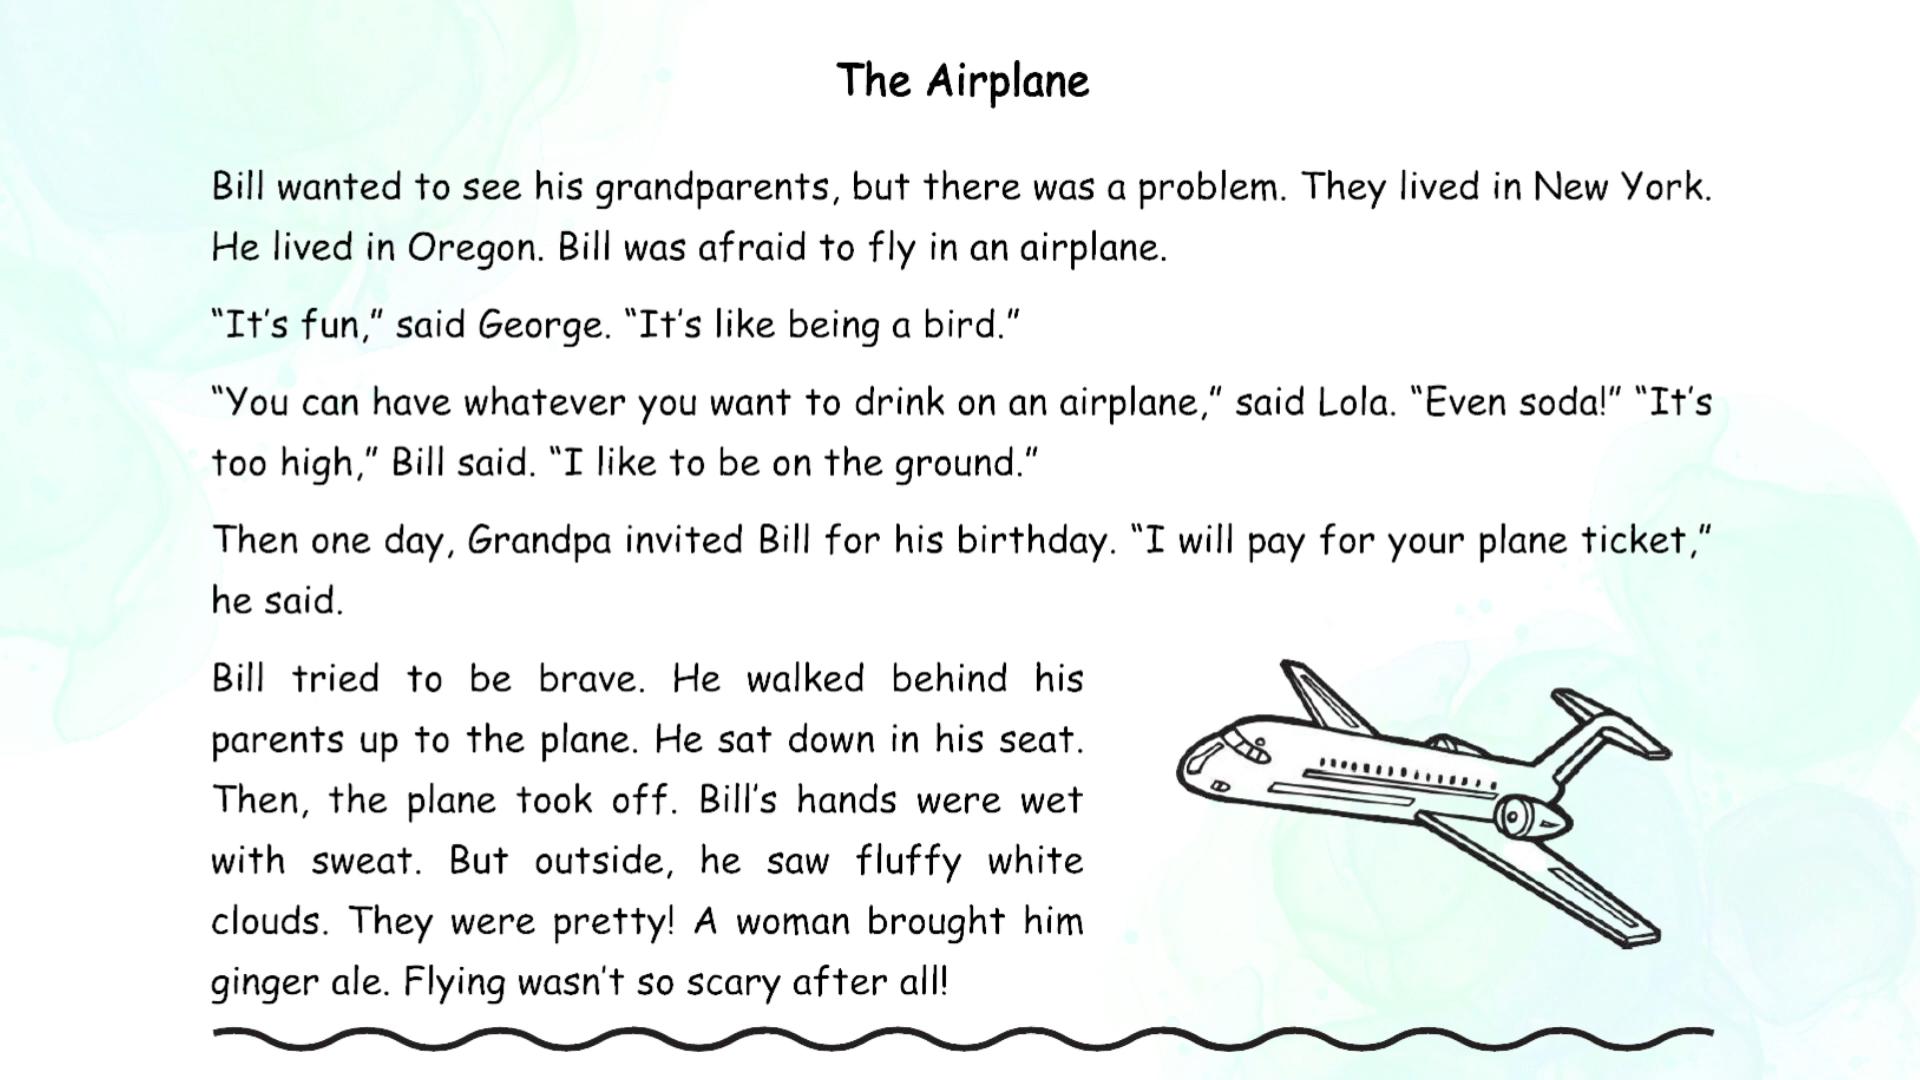 The Airplane
Bill wanted to see his grandparents, but there was a problem. They lived in New York.
He lived in Oregon. Bill was afraid to fly in an airplane.
“It’s fun,” said George. “It’s like being a bird.”
“You can have whatever you want to drink on an airplane,” said Lola. “Even soda!” “It’s
too high,” Bill said. “I like to be on the ground.”
Then one day, Grandpa invited Bill for his birthday. “I will pay for your plane ticket,”
he said.
Bill tried to be brave. He walked behind his
parents up to the plane. He sat down in his seat.
Then, the plane took off. Bill’s hands were wet
with sweat. But outside, he saw fluffy white
clouds. They were pretty! A woman brought him
ginger ale. Flying wasn’t so scary after all!